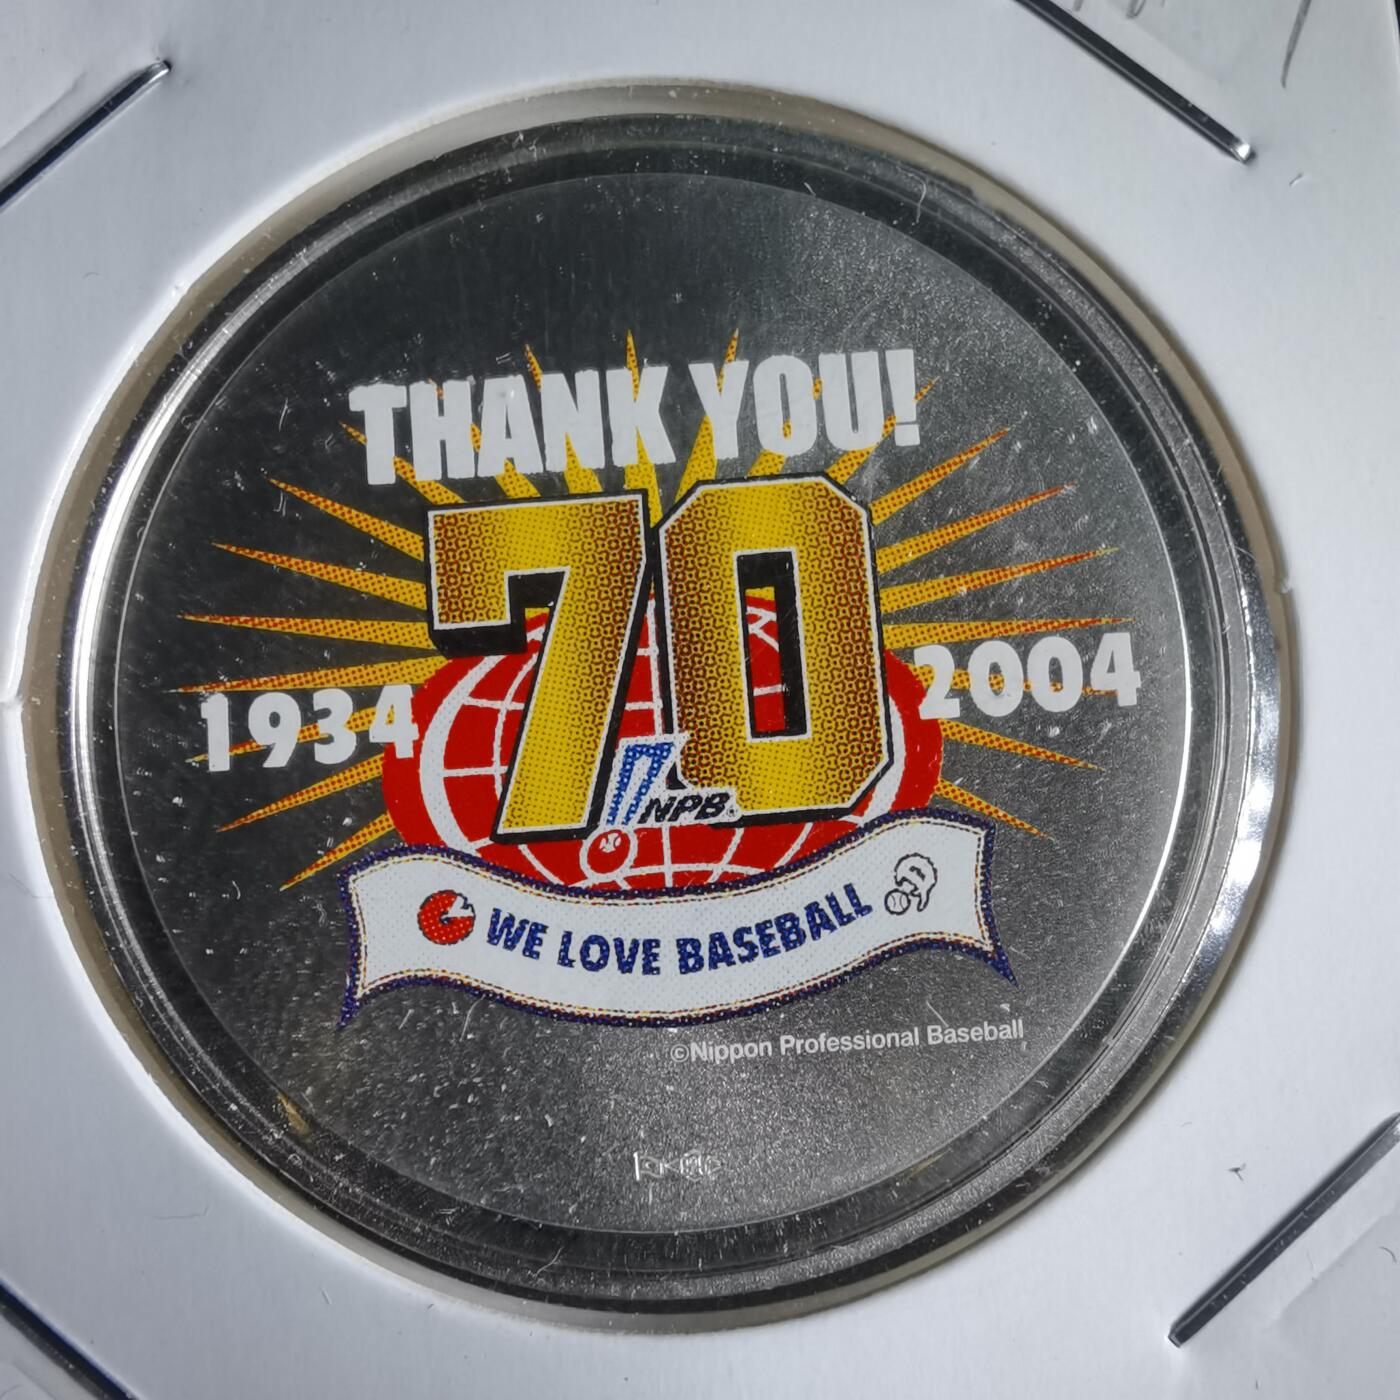 THANK YOU!
70
1934
2004
NPB
WE LOVE BASEBALL
©Nippon Professional Baseball